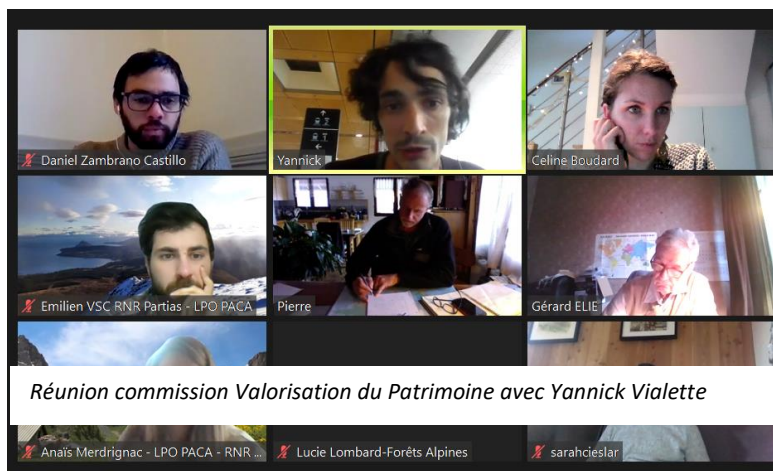 Daniel Zambrano Castillo
Yannick
Celine Boudard
Emilien VSC RNR Partias - LPO PACA
Pierre
Gérard ELIE
Réunion commission Valorisation du Patrimoine avec Yannick Vialette
Anaïs Merdrignac - LPO PACA - RNR ...
Lucie Lombard-Forêts Alpines
sarahcieslar